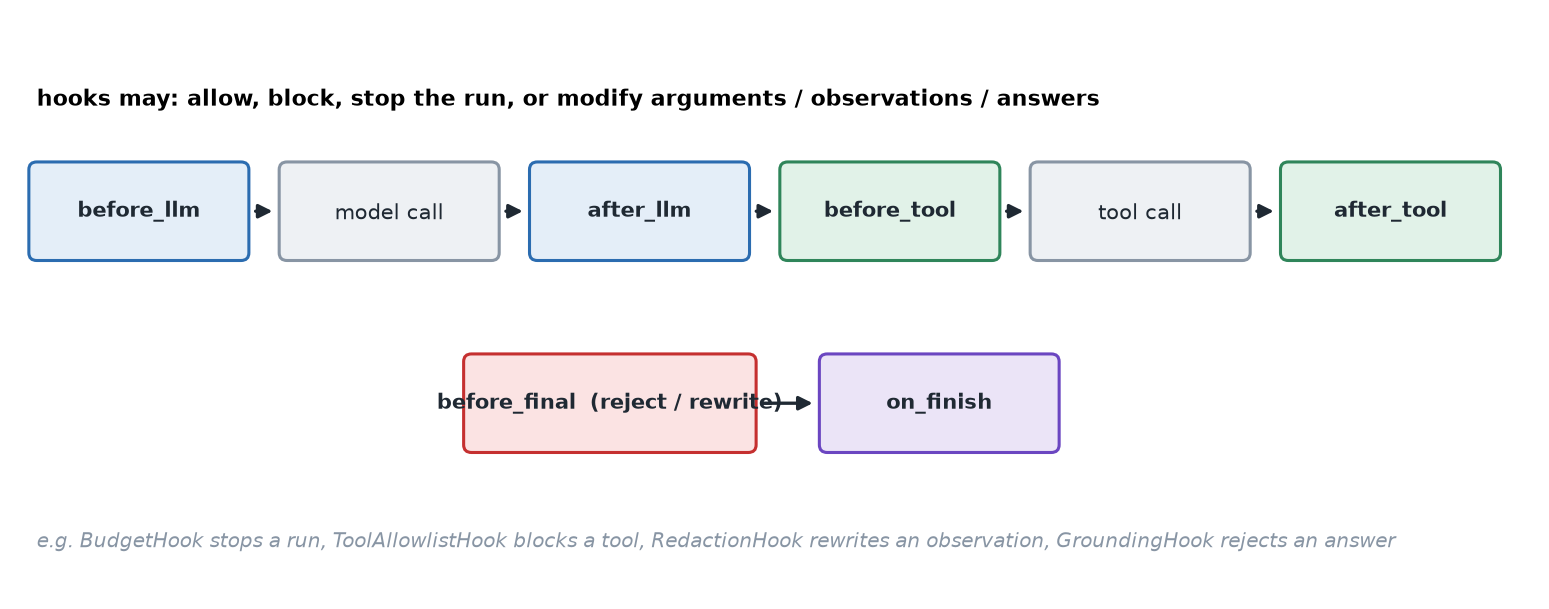 hooks may: allow, block, stop the run, or modify arguments / observations / answers
before_llm
model call
after_llm
before_tool
tool call
after_tool
before_final  (reject / rewrite)
on_finish
e.g. BudgetHook stops a run, ToolAllowlistHook blocks a tool, RedactionHook rewrites an observation, GroundingHook rejects an answer